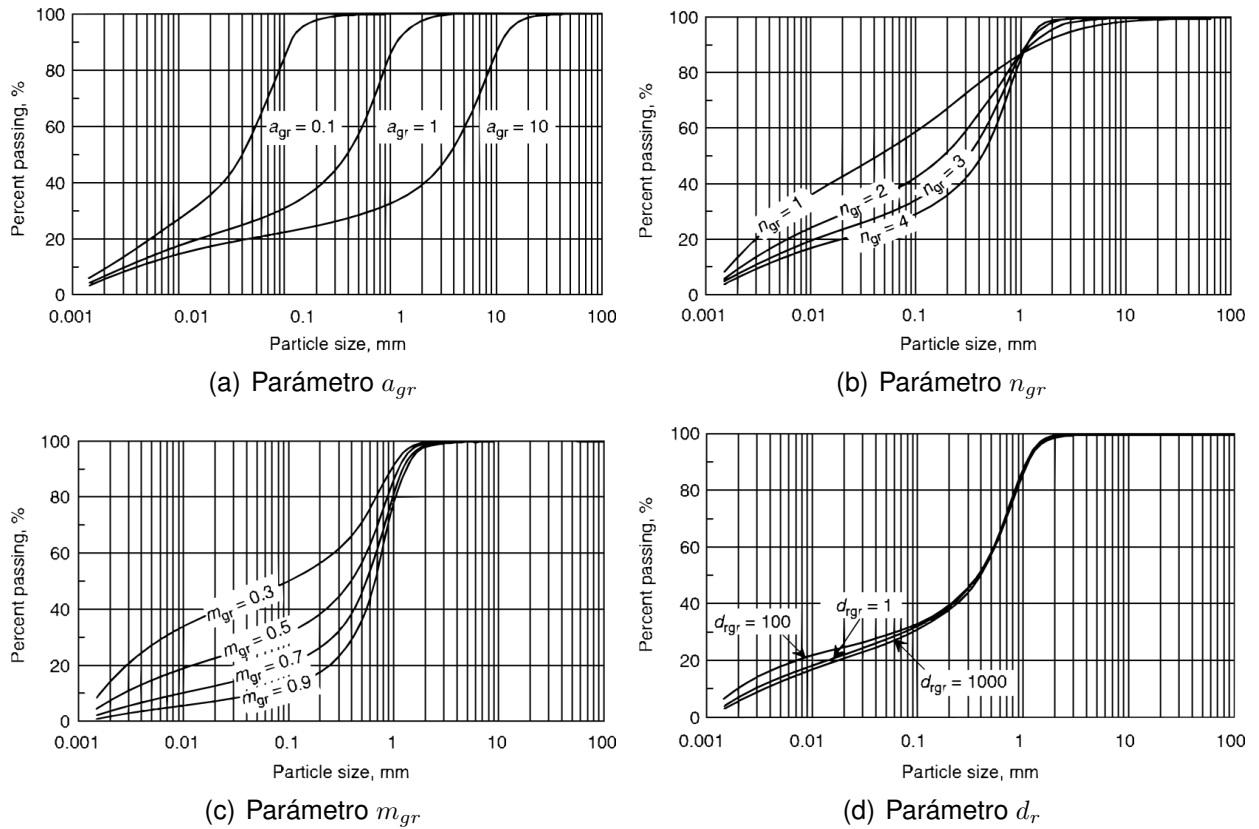 Percent passing, %
100
80
60
40
20
0
a_gr = 0.1
a_gr = 1
a_gr = 10
0.001
0.01
0.1
1
10
100
Particle size, mm
(a) Parámetro a_gr
Percent passing, %
100
80
60
40
20
0
n_gr = 1
n_gr = 2
n_gr = 3
n_gr = 4
0.001
0.01
0.1
1
10
100
Particle size, mm
(b) Parámetro n_gr
Percent passing, %
100
80
60
40
20
0
m_gr = 0.3
m_gr = 0.5
m_gr = 0.7
m_gr = 0.9
0.001
0.01
0.1
1
10
100
Particle size, mm
(c) Parámetro m_gr
Percent passing, %
100
80
60
40
20
0
d_rgr = 100
d_rgr = 1
d_rgr = 1000
0.001
0.01
0.1
1
10
100
Particle size, mm
(d) Parámetro d_r